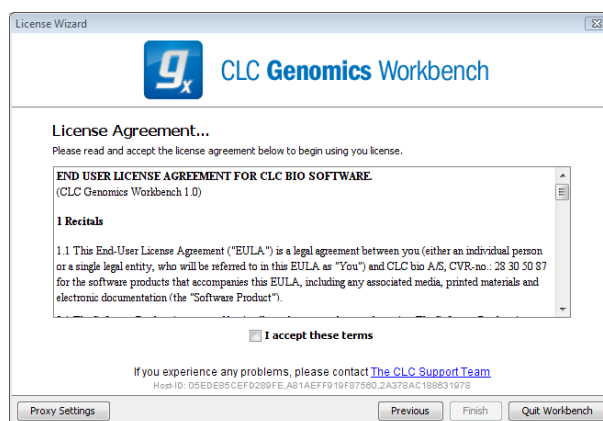 License Wizard
gx CLC Genomics Workbench
License Agreement...
Please read and accept the license agreement below to begin using you license.
END USER LICENSE AGREEMENT FOR CLC BIO SOFTWARE.
(CLC Genomics Workbench 1.0)
1 Recitals
1.1 This End-User License Agreement ("EULA") is a legal agreement between you (either an individual person
or a single legal entity, who will be referred to in this EULA as "You") and CLC bio A/S, CVR-no.: 28 30 50 87
for the software products that accompanies this EULA, including any associated media, printed materials and
electronic documentation (the "Software Product").
I accept these terms
If you experience any problems, please contact The CLC Support Team
Host-ID: 05EDE85CEFD289FE,A81AEFF919F87560,2A378AC188631978
Proxy Settings
Previous
Finish
Quit Workbench